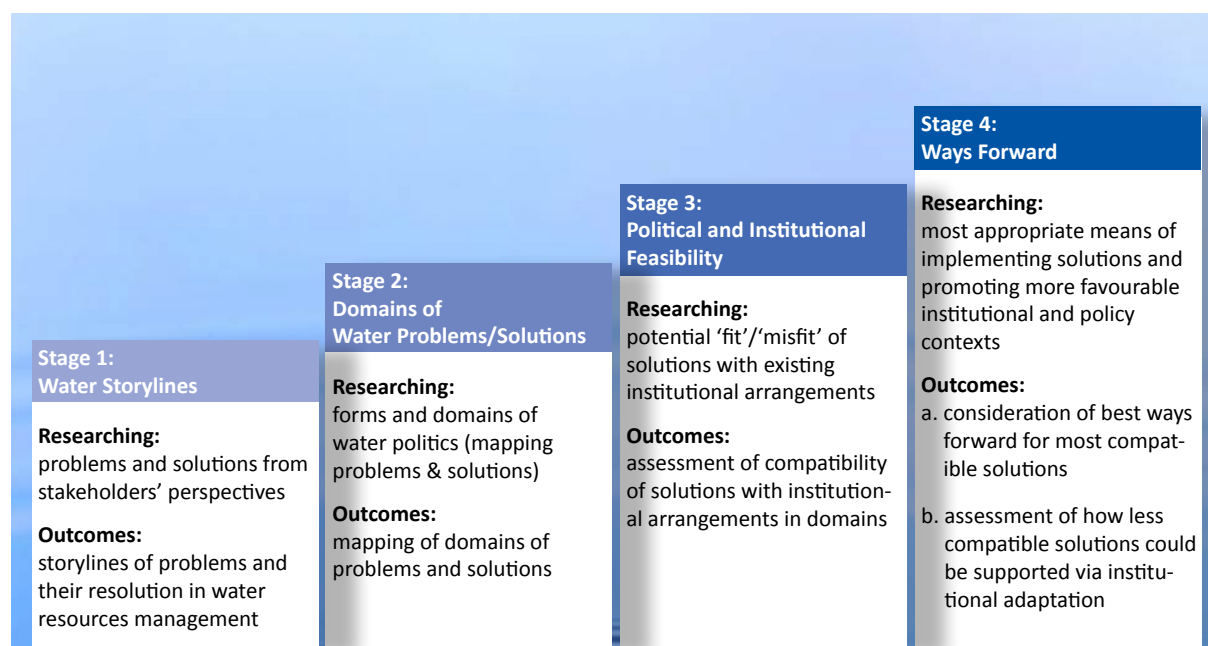 Stage 1:
Water Storylines
Researching:
problems and solutions from
stakeholders’ perspectives
Outcomes:
storylines of problems and
their resolution in water
resources management
Stage 2:
Domains of
Water Problems/Solutions
Researching:
forms and domains of
water politics (mapping
problems & solutions)
Outcomes:
mapping of domains of
problems and solutions
Stage 3:
Political and Institutional
Feasibility
Researching:
potential ‘fit’/‘misfit’ of
solutions with existing
institutional arrangements
Outcomes:
assessment of compatibility
of solutions with institution-
al arrangements in domains
Stage 4:
Ways Forward
Researching:
most appropriate means of
implementing solutions and
promoting more favourable
institutional and policy
contexts
Outcomes:
a. consideration of best ways
forward for most compat-
ible solutions
b. assessment of how less
compatible solutions could
be supported via institu-
tional adaptation